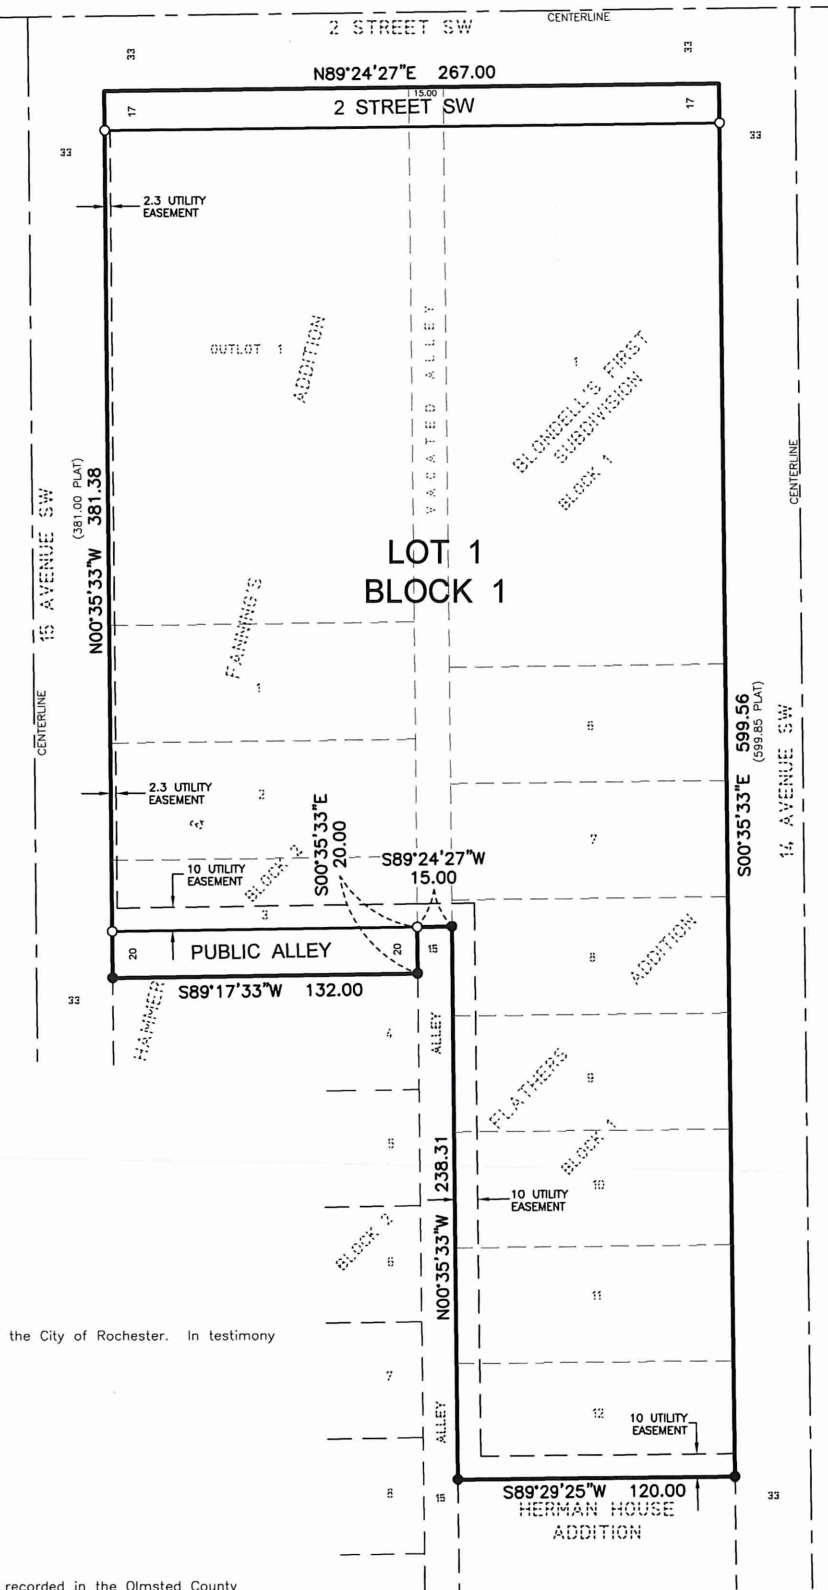 CENTERLINE
2 STREET SW
33
33
N89°24'27"E 267.00
15.00
17
2 STREET SW
17
33
33
2.3 UTILITY
EASEMENT
OUTLOT 1
ADDITION
VACATED ALLEY
1
BLONDELL'S FIRST
SUBDIVISION
BLOCK 1
CENTERLINE
15 AVENUE SW
(381.00 PLAT)
N00°35'33"W 381.38
LOT 1
BLOCK 1
FANNING'S
1
CENTERLINE
6
S00°35'33"E 599.56
(599.85 PLAT)
14 AVENUE SW
2.3 UTILITY
EASEMENT
2
7
S00°35'33"E
20.00
S89°24'27"W
15.00
10 UTILITY
EASEMENT
BLOCK 2
3
20
PUBLIC ALLEY
20
15
8
ADDITION
33
S89°17'33"W 132.00
HAMMER
4
ALLEY
FLATHERS
9
5
BLOCK 1
N00°35'33"W 238.31
10
10 UTILITY
EASEMENT
BLOCK 2
6
11
the City of Rochester. In testimony
7
ALLEY
12
10 UTILITY
EASEMENT
8
15
S89°29'25"W 120.00
33
HERMAN HOUSE
ADDITION
recorded in the Olmsted County